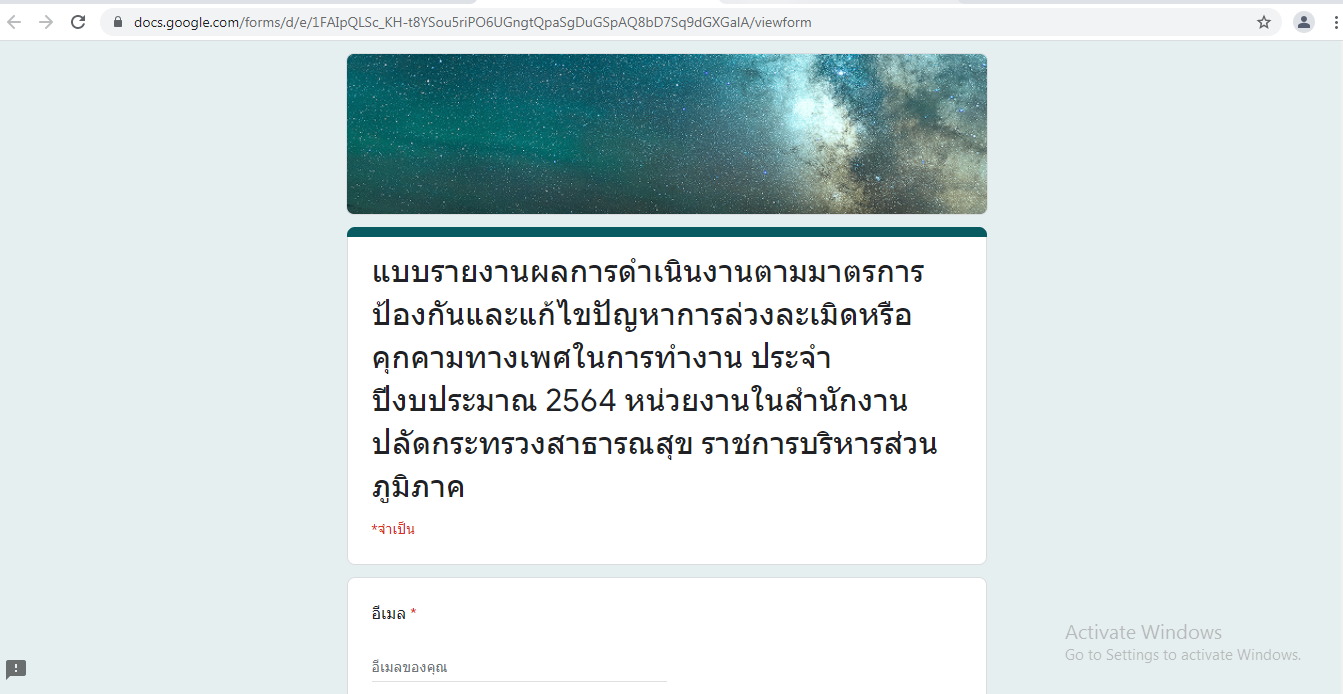 docs.google.com/forms/d/e/1FAIpQLSc_KH-t8YSou5riPO6UGngtQpaSgDuGSpAQ8bD7Sq9dGXGalA/viewform
แบบรายงานผลการดำเนินงานตามมาตรการ
ป้องกันและแก้ไขปัญหาการล่วงละเมิดหรือ
คุกคามทางเพศในการทำงาน ประจำ
ปีงบประมาณ 2564 หน่วยงานในสำนักงาน
ปลัดกระทรวงสาธารณสุข ราชการบริหารส่วน
ภูมิภาค
*จำเป็น
อีเมล *
อีเมลของคุณ
Activate Windows
Go to Settings to activate Windows.